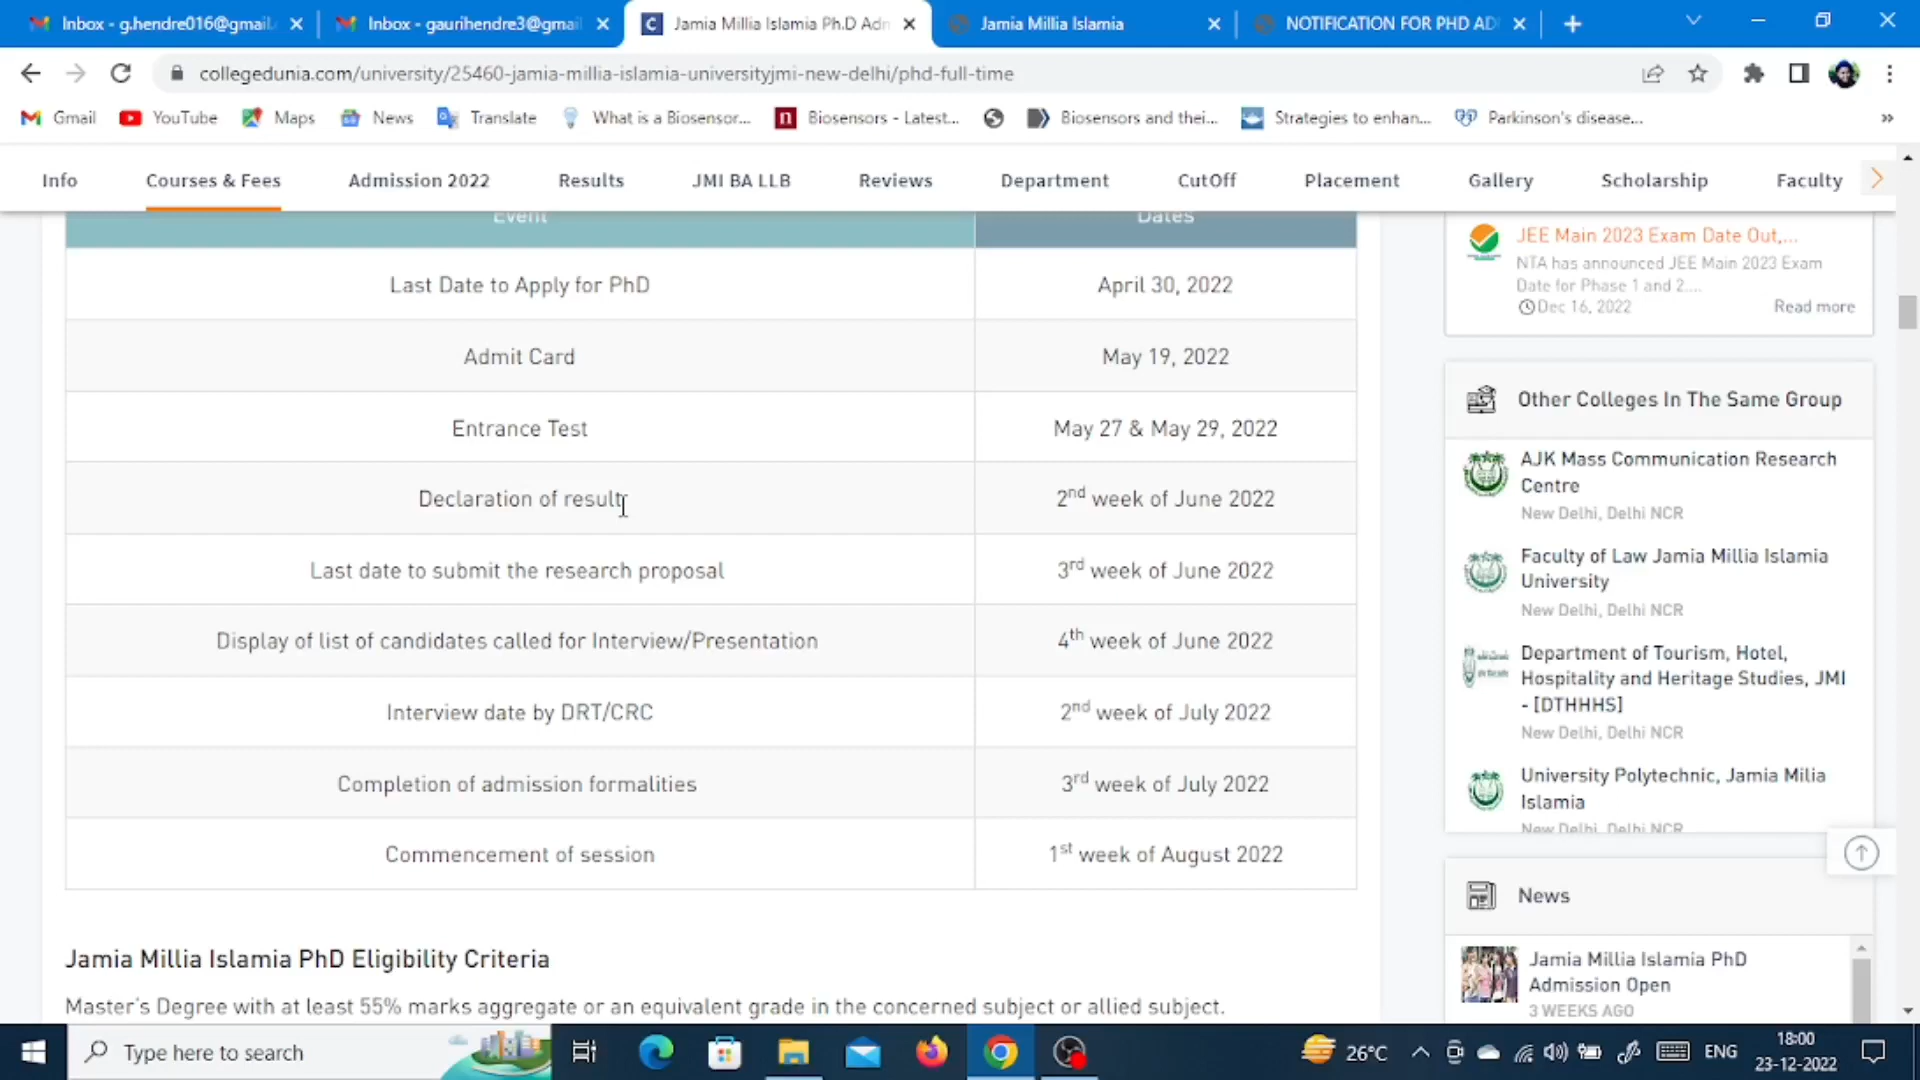 Inbox - g.hendre016@gmail.
Inbox - gaurihendre3@gmai
Jamia Millia Islamia Ph.D Adn
Jamia Millia Islamia
NOTIFICATION FOR PHD AD
collegedunia.com/university/25460-jamia-millia-islamia-universityjmi-new-delhi/phd-full-time
Gmail
YouTube
Maps
News
Translate
What is a Biosensor...
Biosensors - Latest...
Biosensors and thei...
Strategies to enhan...
Parkinson's disease...
»
Info
Courses & Fees
Admission 2022
Results
JMI BA LLB
Reviews
Department
CutOff
Placement
Gallery
Scholarship
Faculty
Event
Dates
Last Date to Apply for PhD
April 30, 2022
Admit Card
May 19, 2022
Entrance Test
May 27 & May 29, 2022
Declaration of result
2nd week of June 2022
Last date to submit the research proposal
3rd week of June 2022
Display of list of candidates called for Interview/Presentation
4th week of June 2022
Interview date by DRT/CRC
2nd week of July 2022
Completion of admission formalities
3rd week of July 2022
Commencement of session
1st week of August 2022
Jamia Millia Islamia PhD Eligibility Criteria
Master's Degree with at least 55% marks aggregate or an equivalent grade in the concerned subject or allied subject.
JEE Main 2023 Exam Date Out,...
NTA has announced JEE Main 2023 Exam
Date for Phase 1 and 2....
Dec 16, 2022
Read more
Other Colleges In The Same Group
AJK Mass Communication Research
Centre
New Delhi, Delhi NCR
Faculty of Law Jamia Millia Islamia
University
New Delhi, Delhi NCR
Department of Tourism, Hotel,
Hospitality and Heritage Studies, JMI
- [DTHHHS]
New Delhi, Delhi NCR
University Polytechnic, Jamia Milia
Islamia
New Delhi, Delhi NCR
News
Jamia Millia Islamia PhD
Admission Open
3 WEEKS AGO
Type here to search
26°C
ENG
18:00
23-12-2022